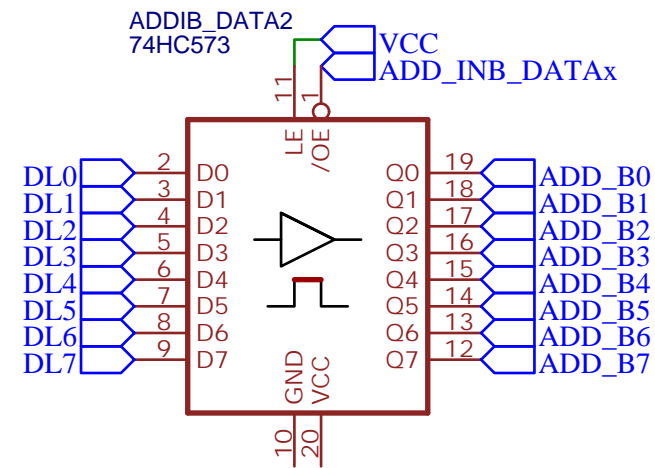 ADDIB_DATA2
74HC573
VCC
ADD_INB_DATAx
11
1
LE
/OE
DL0 2 D0 Q0 19 ADD_B0
DL1 3 D1 Q1 18 ADD_B1
DL2 4 D2 Q2 17 ADD_B2
DL3 5 D3 Q3 16 ADD_B3
DL4 6 D4 Q4 15 ADD_B4
DL5 7 D5 Q5 14 ADD_B5
DL6 8 D6 Q6 13 ADD_B6
DL7 9 D7 Q7 12 ADD_B7
GND
VCC
10
20